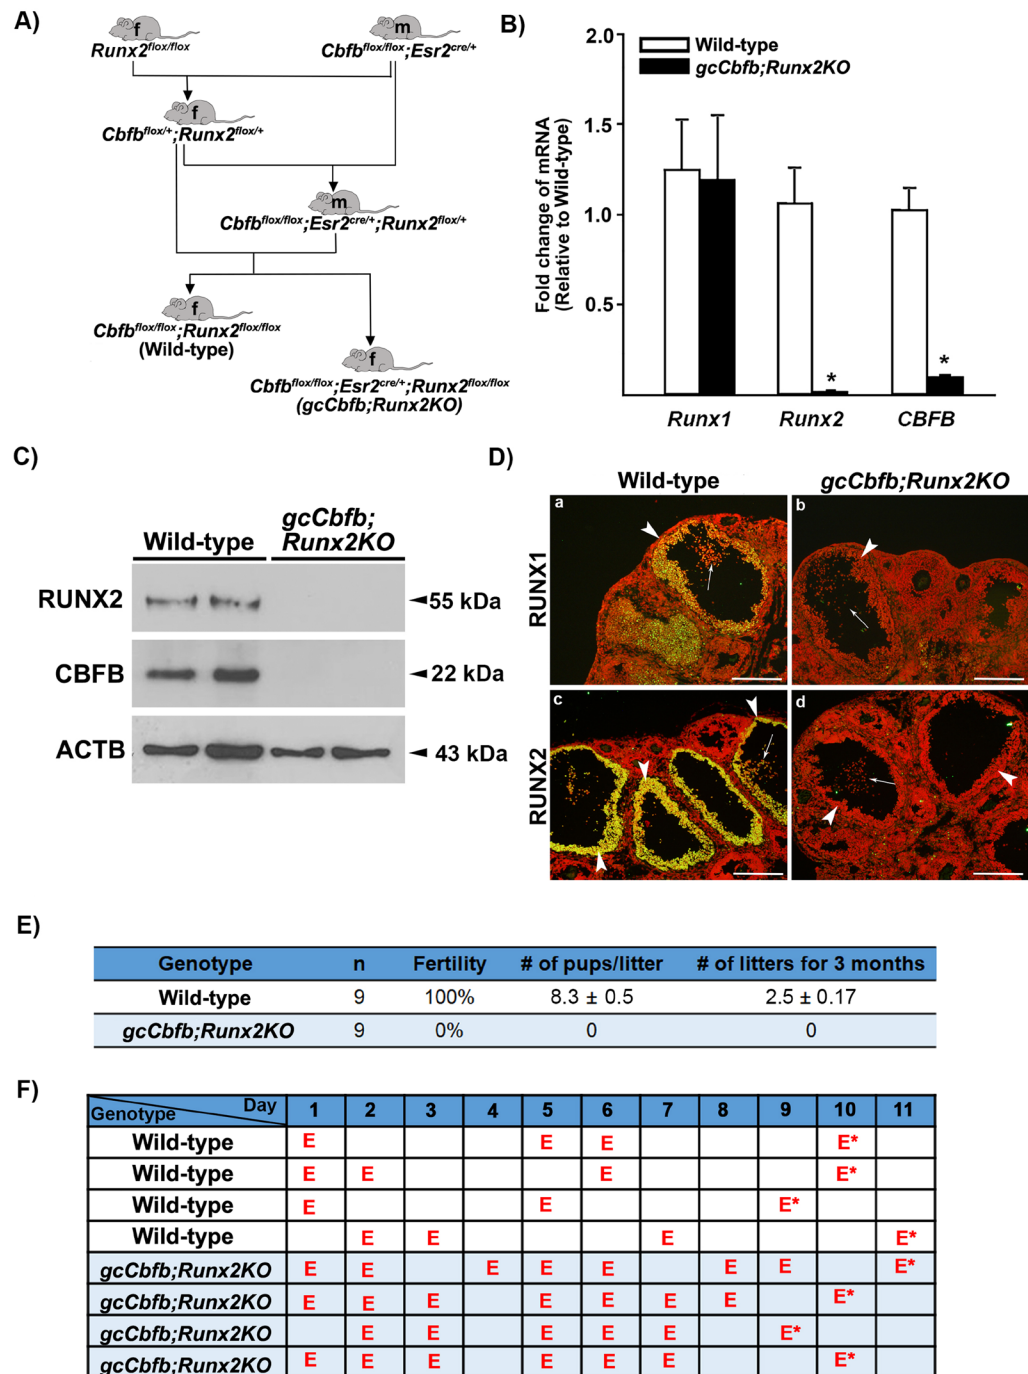 A)
f
Runx2flox/flox
m
Cbfbflox/flox;Esr2cre/+
f
Cbfbflox/+;Runx2flox/+
m
Cbfbflox/flox;Esr2cre/+;Runx2flox/+
f
Cbfbflox/flox;Runx2flox/flox
(Wild-type)
f
Cbfbflox/flox;Esr2cre/+;Runx2flox/flox
(gcCbfb;Runx2KO)
B)
Fold change of mRNA
(Relative to Wild-type)
2.0
1.5
1.0
0.5
Wild-type
gcCbfb;Runx2KO
* *
Runx1 Runx2 CBFB
C)
Wild-type gcCbfb;
Runx2KO
RUNX2 55 kDa
CBFB 22 kDa
ACTB 43 kDa
D)
Wild-type gcCbfb;Runx2KO
RUNX1
a b
RUNX2
c d
E)
Genotype n Fertility # of pups/litter # of litters for 3 months
Wild-type 9 100% 8.3 ± 0.5 2.5 ± 0.17
gcCbfb;Runx2KO 9 0% 0 0
F)
Genotype Day 1 2 3 4 5 6 7 8 9 10 11
Wild-type E E E E*
Wild-type E E E E*
Wild-type E E E*
Wild-type E E E E*
gcCbfb;Runx2KO E E E E E E E E*
gcCbfb;Runx2KO E E E E E E E E*
gcCbfb;Runx2KO E E E E E E*
gcCbfb;Runx2KO E E E E E E E*